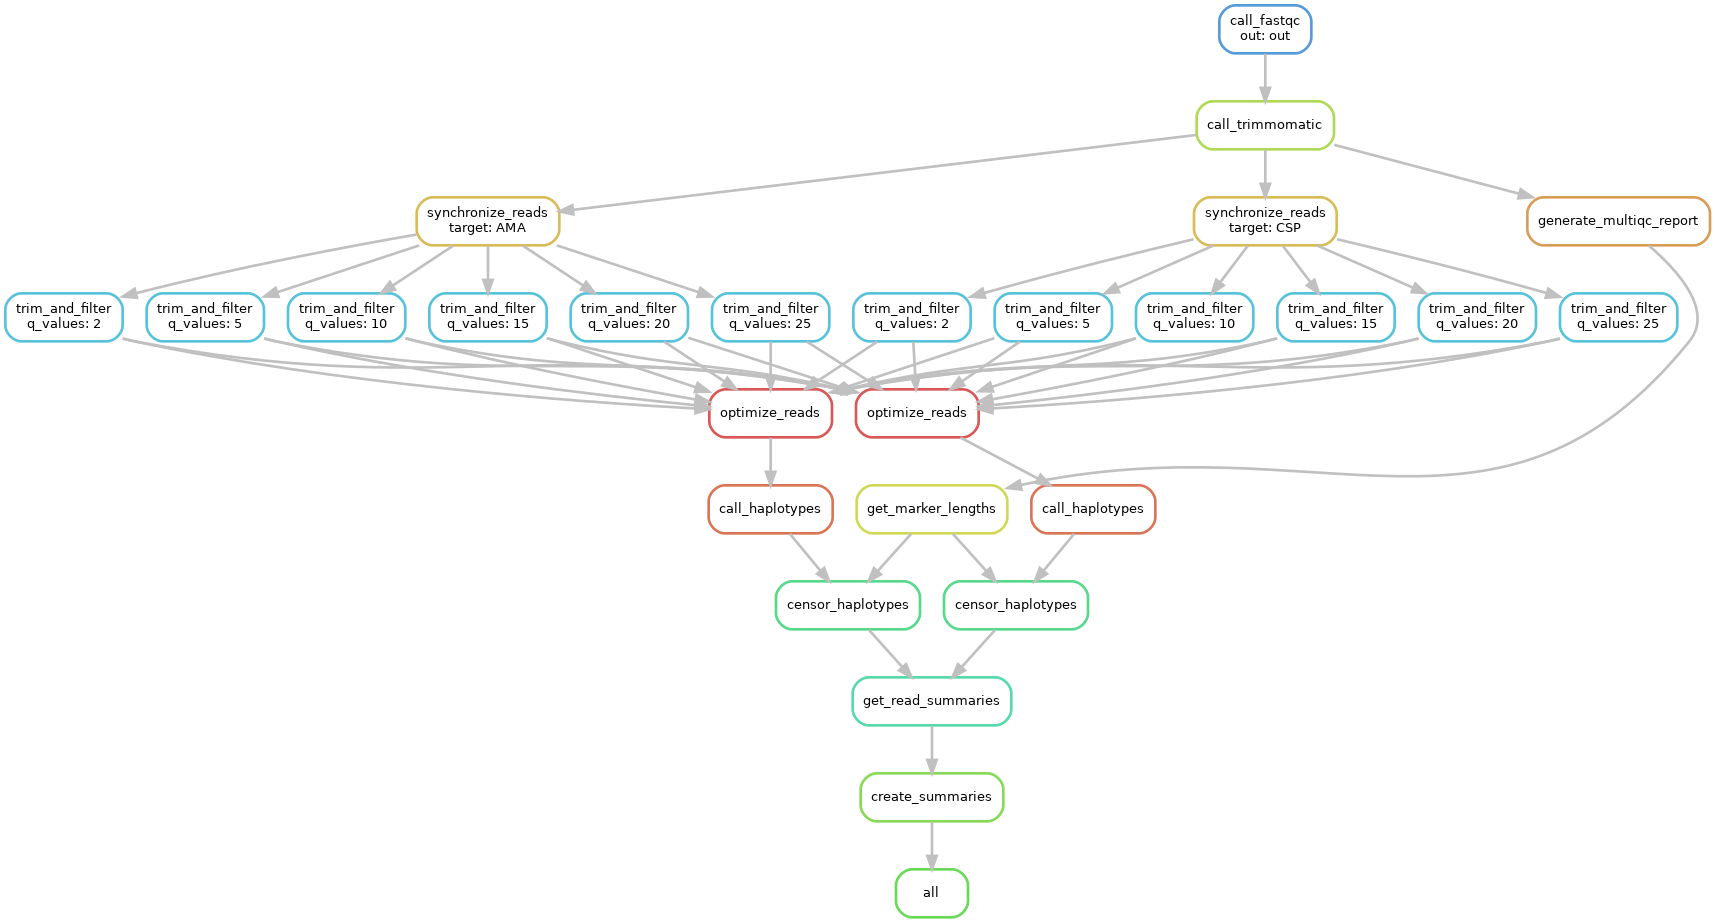 call_fastqc
out: out
call_trimmomatic
synchronize_reads
target: AMA
synchronize_reads
target: CSP
generate_multiqc_report
trim_and_filter
q_values: 2
trim_and_filter
q_values: 5
trim_and_filter
q_values: 10
trim_and_filter
q_values: 15
trim_and_filter
q_values: 20
trim_and_filter
q_values: 25
trim_and_filter
q_values: 2
trim_and_filter
q_values: 5
trim_and_filter
q_values: 10
trim_and_filter
q_values: 15
trim_and_filter
q_values: 20
trim_and_filter
q_values: 25
optimize_reads
optimize_reads
call_haplotypes
get_marker_lengths
call_haplotypes
censor_haplotypes
censor_haplotypes
get_read_summaries
create_summaries
all